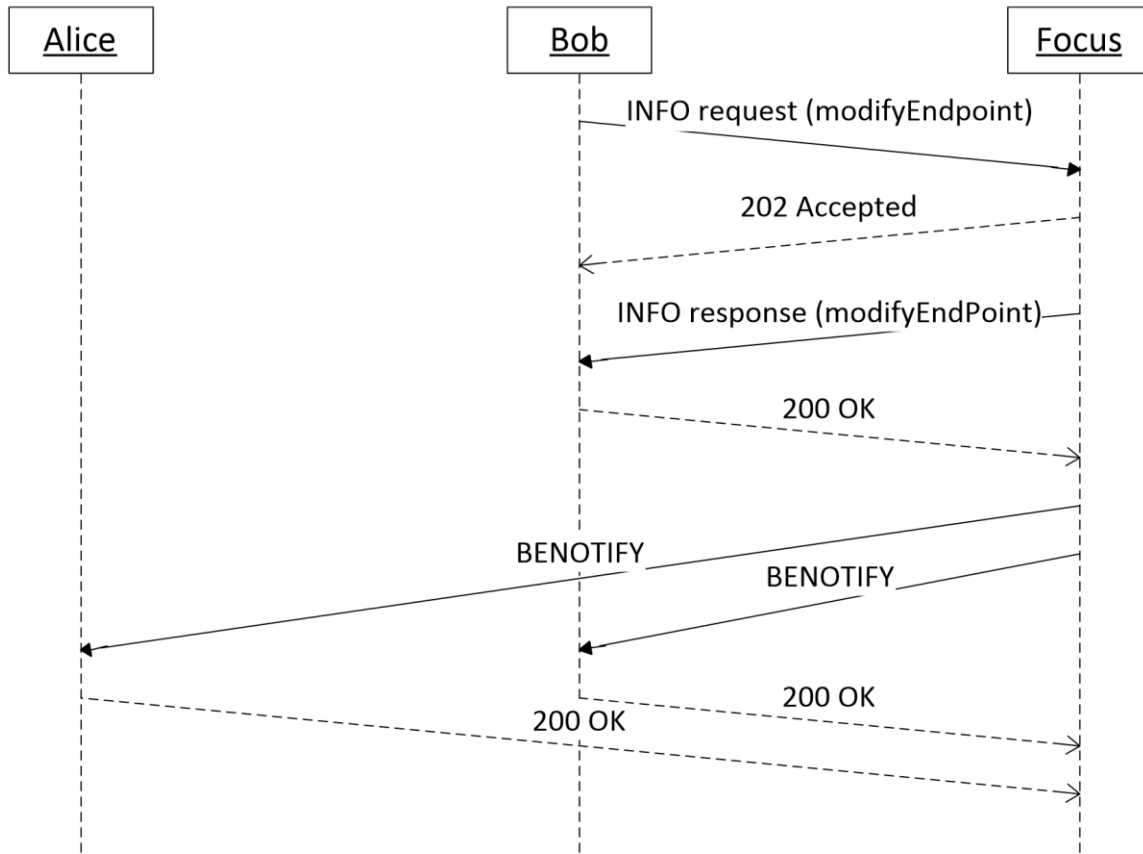 Alice
Bob
Focus
INFO request (modifyEndpoint)
202 Accepted
INFO response (modifyEndPoint)
200 OK
BENOTIFY
BENOTIFY
200 OK
200 OK